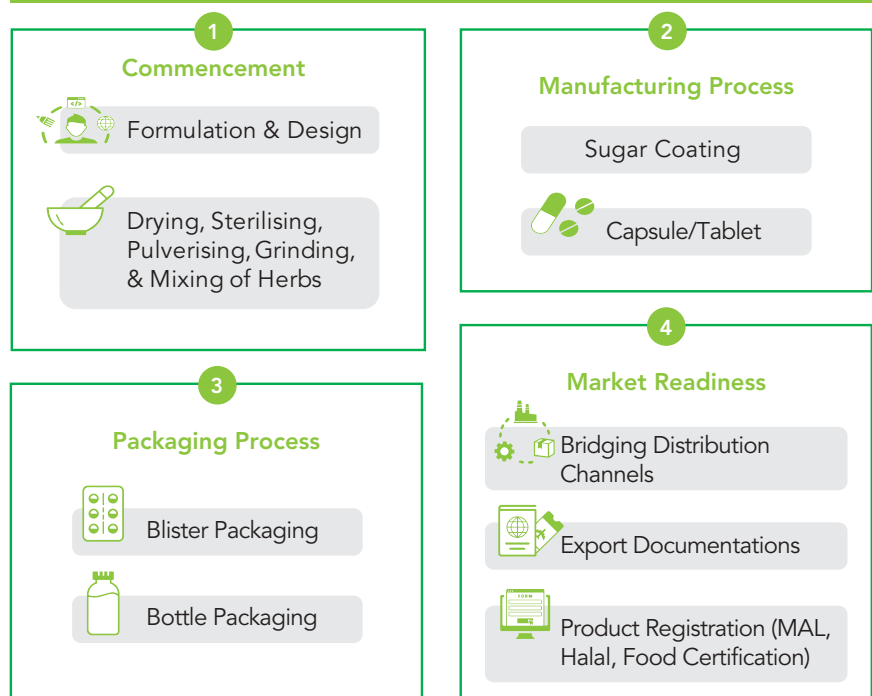 1
Commencement
Formulation & Design
Drying, Sterilising,
Pulverising, Grinding,
& Mixing of Herbs
2
Manufacturing Process
Sugar Coating
Capsule/Tablet
3
Packaging Process
Blister Packaging
Bottle Packaging
4
Market Readiness
Bridging Distribution
Channels
Export Documentations
FORM
Product Registration (MAL,
Halal, Food Certification)